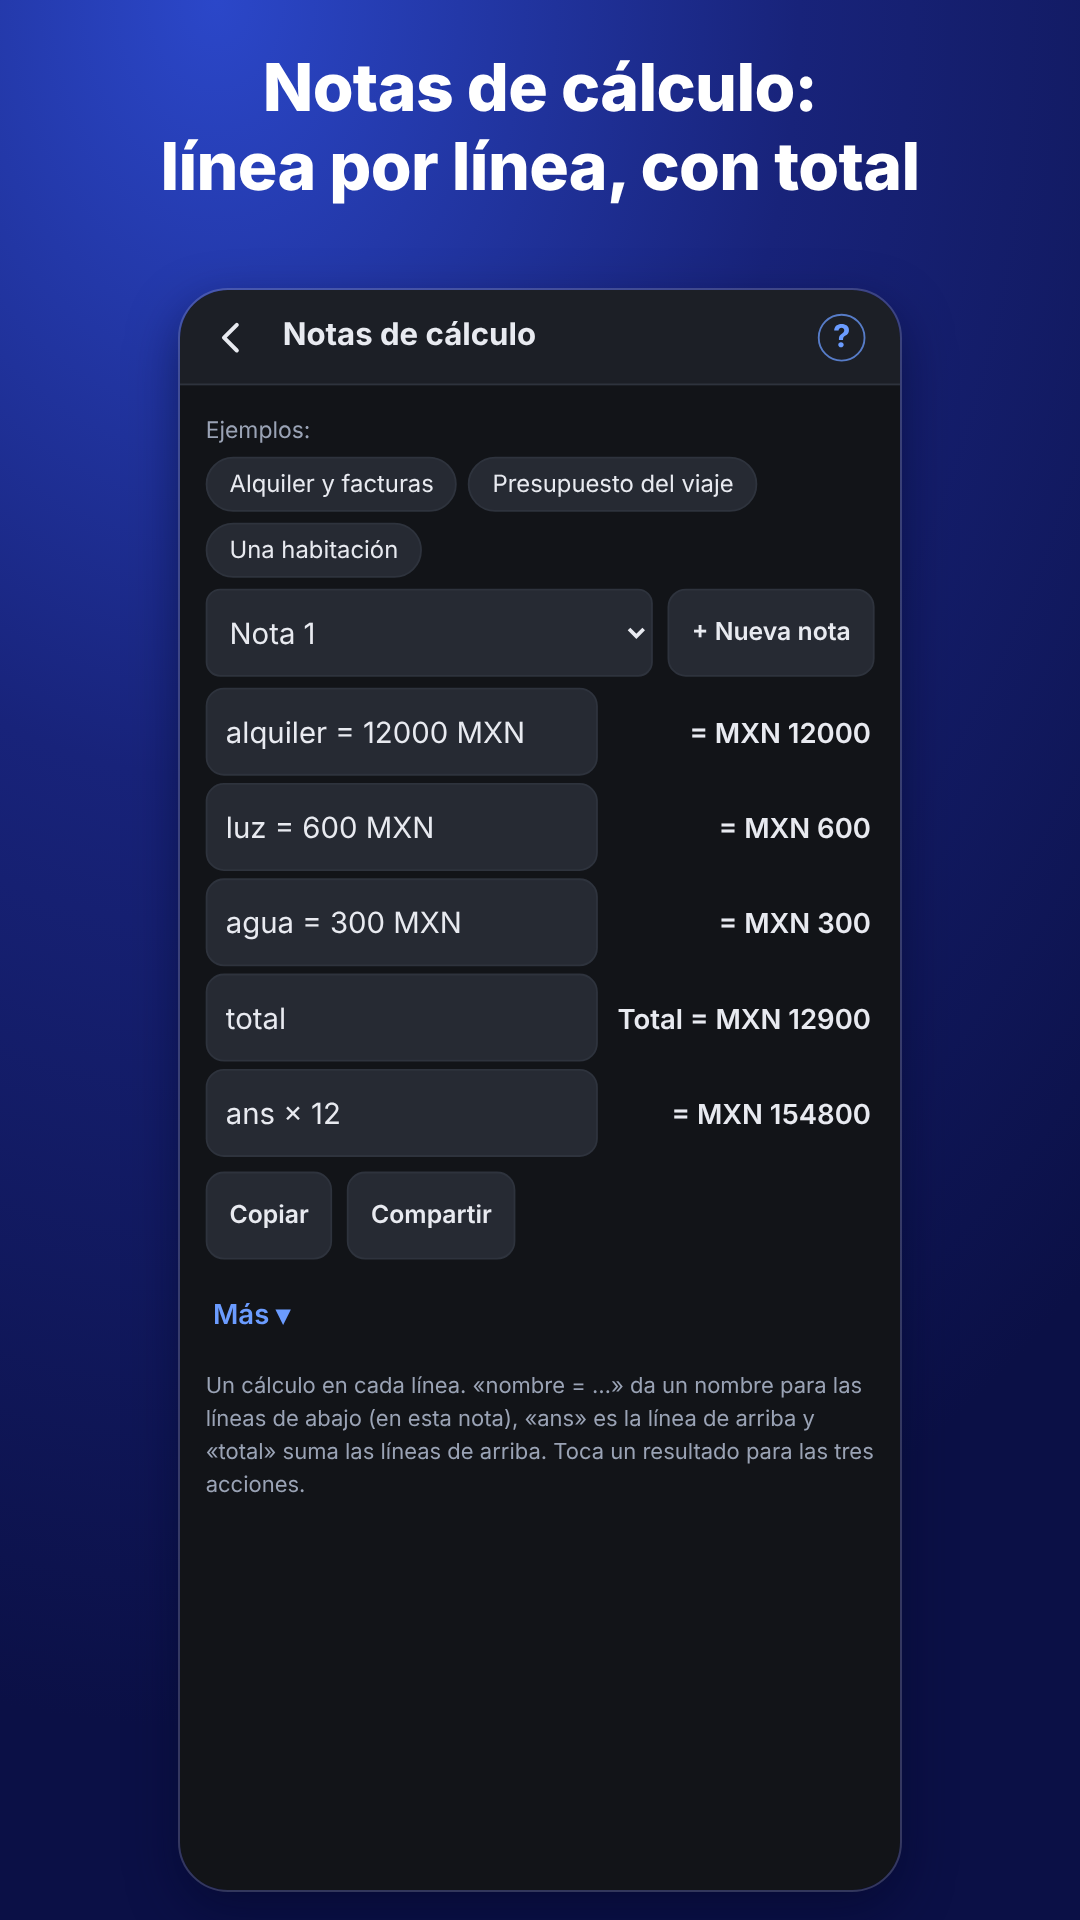 Notas de cálculo:
línea por línea, con total
Notas de cálculo
?
Ejemplos:
Alquiler y facturas
Presupuesto del viaje
Una habitación
Nota 1
+ Nueva nota
alquiler = 12000 MXN
= MXN 12000
luz = 600 MXN
= MXN 600
agua = 300 MXN
= MXN 300
total
Total = MXN 12900
ans × 12
= MXN 154800
Copiar
Compartir
Más ▾
Un cálculo en cada línea. «nombre = ...» da un nombre para las
líneas de abajo (en esta nota), «ans» es la línea de arriba y
«total» suma las líneas de arriba. Toca un resultado para las tres
acciones.